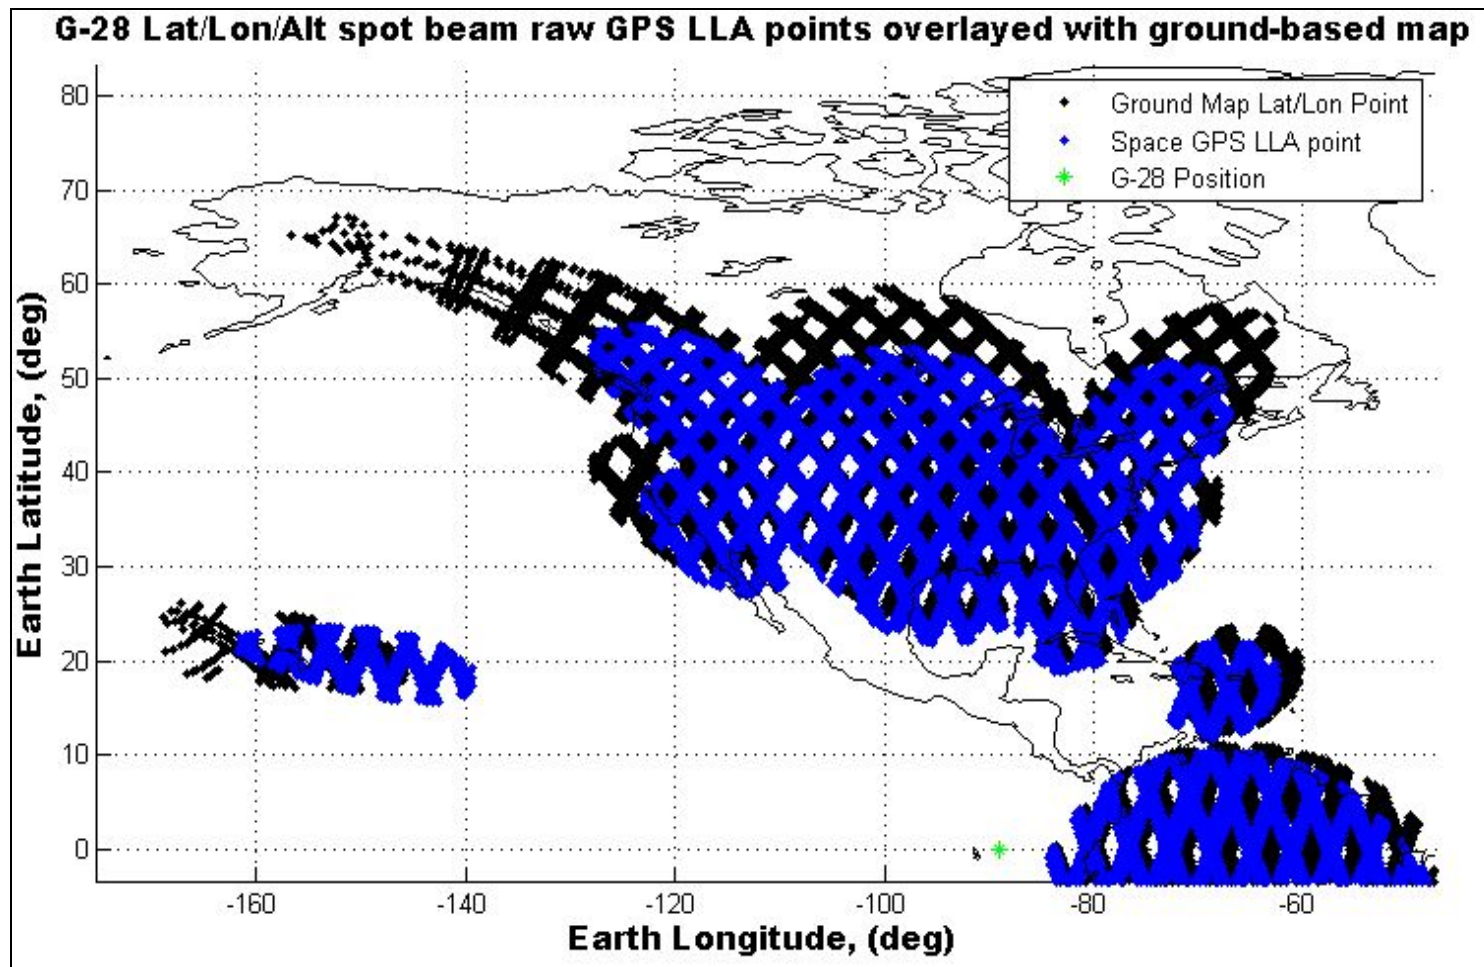 G-28 Lat/Lon/Alt spot beam raw GPS LLA points overlayed with ground-based map
Ground Map Lat/Lon Point
Space GPS LLA point
G-28 Position
Earth Latitude, (deg)
80
70
60
50
40
30
20
10
0
-160
-140
-120
-100
-80
-60
Earth Longitude, (deg)